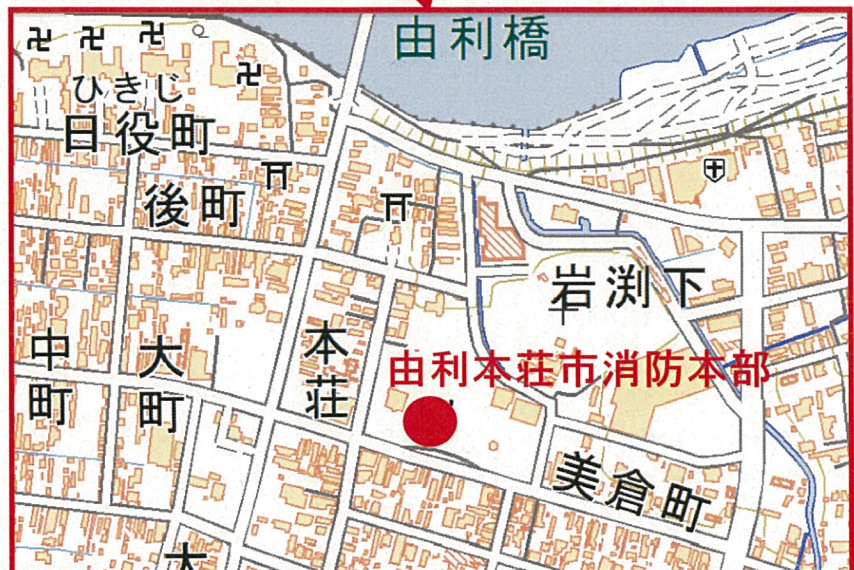 由利橋
ひきじ
日役町
後町
岩渕下
中町
大町
本荘
由利本荘市消防本部
美倉町
大